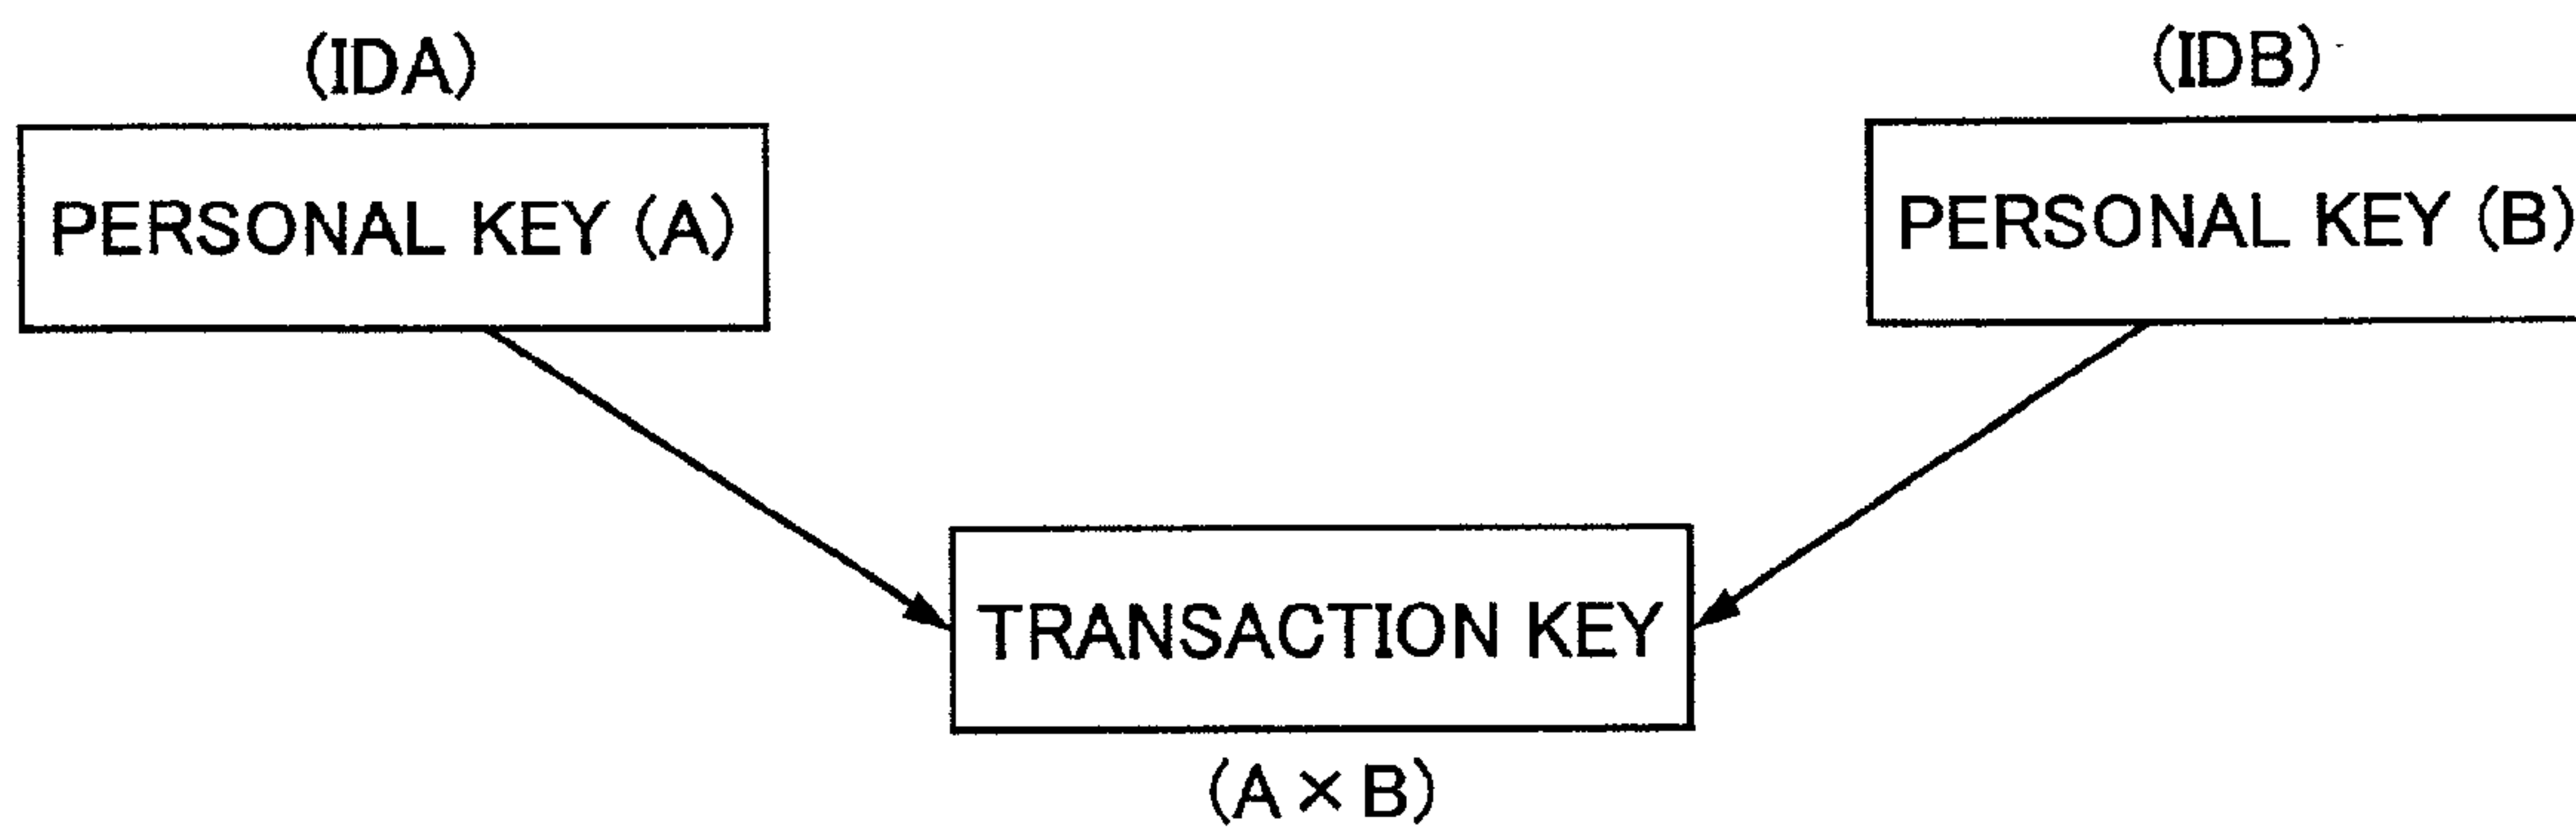 (IDA)
(IDB)
PERSONAL KEY (A)
PERSONAL KEY (B)
TRANSACTION KEY
(A × B)